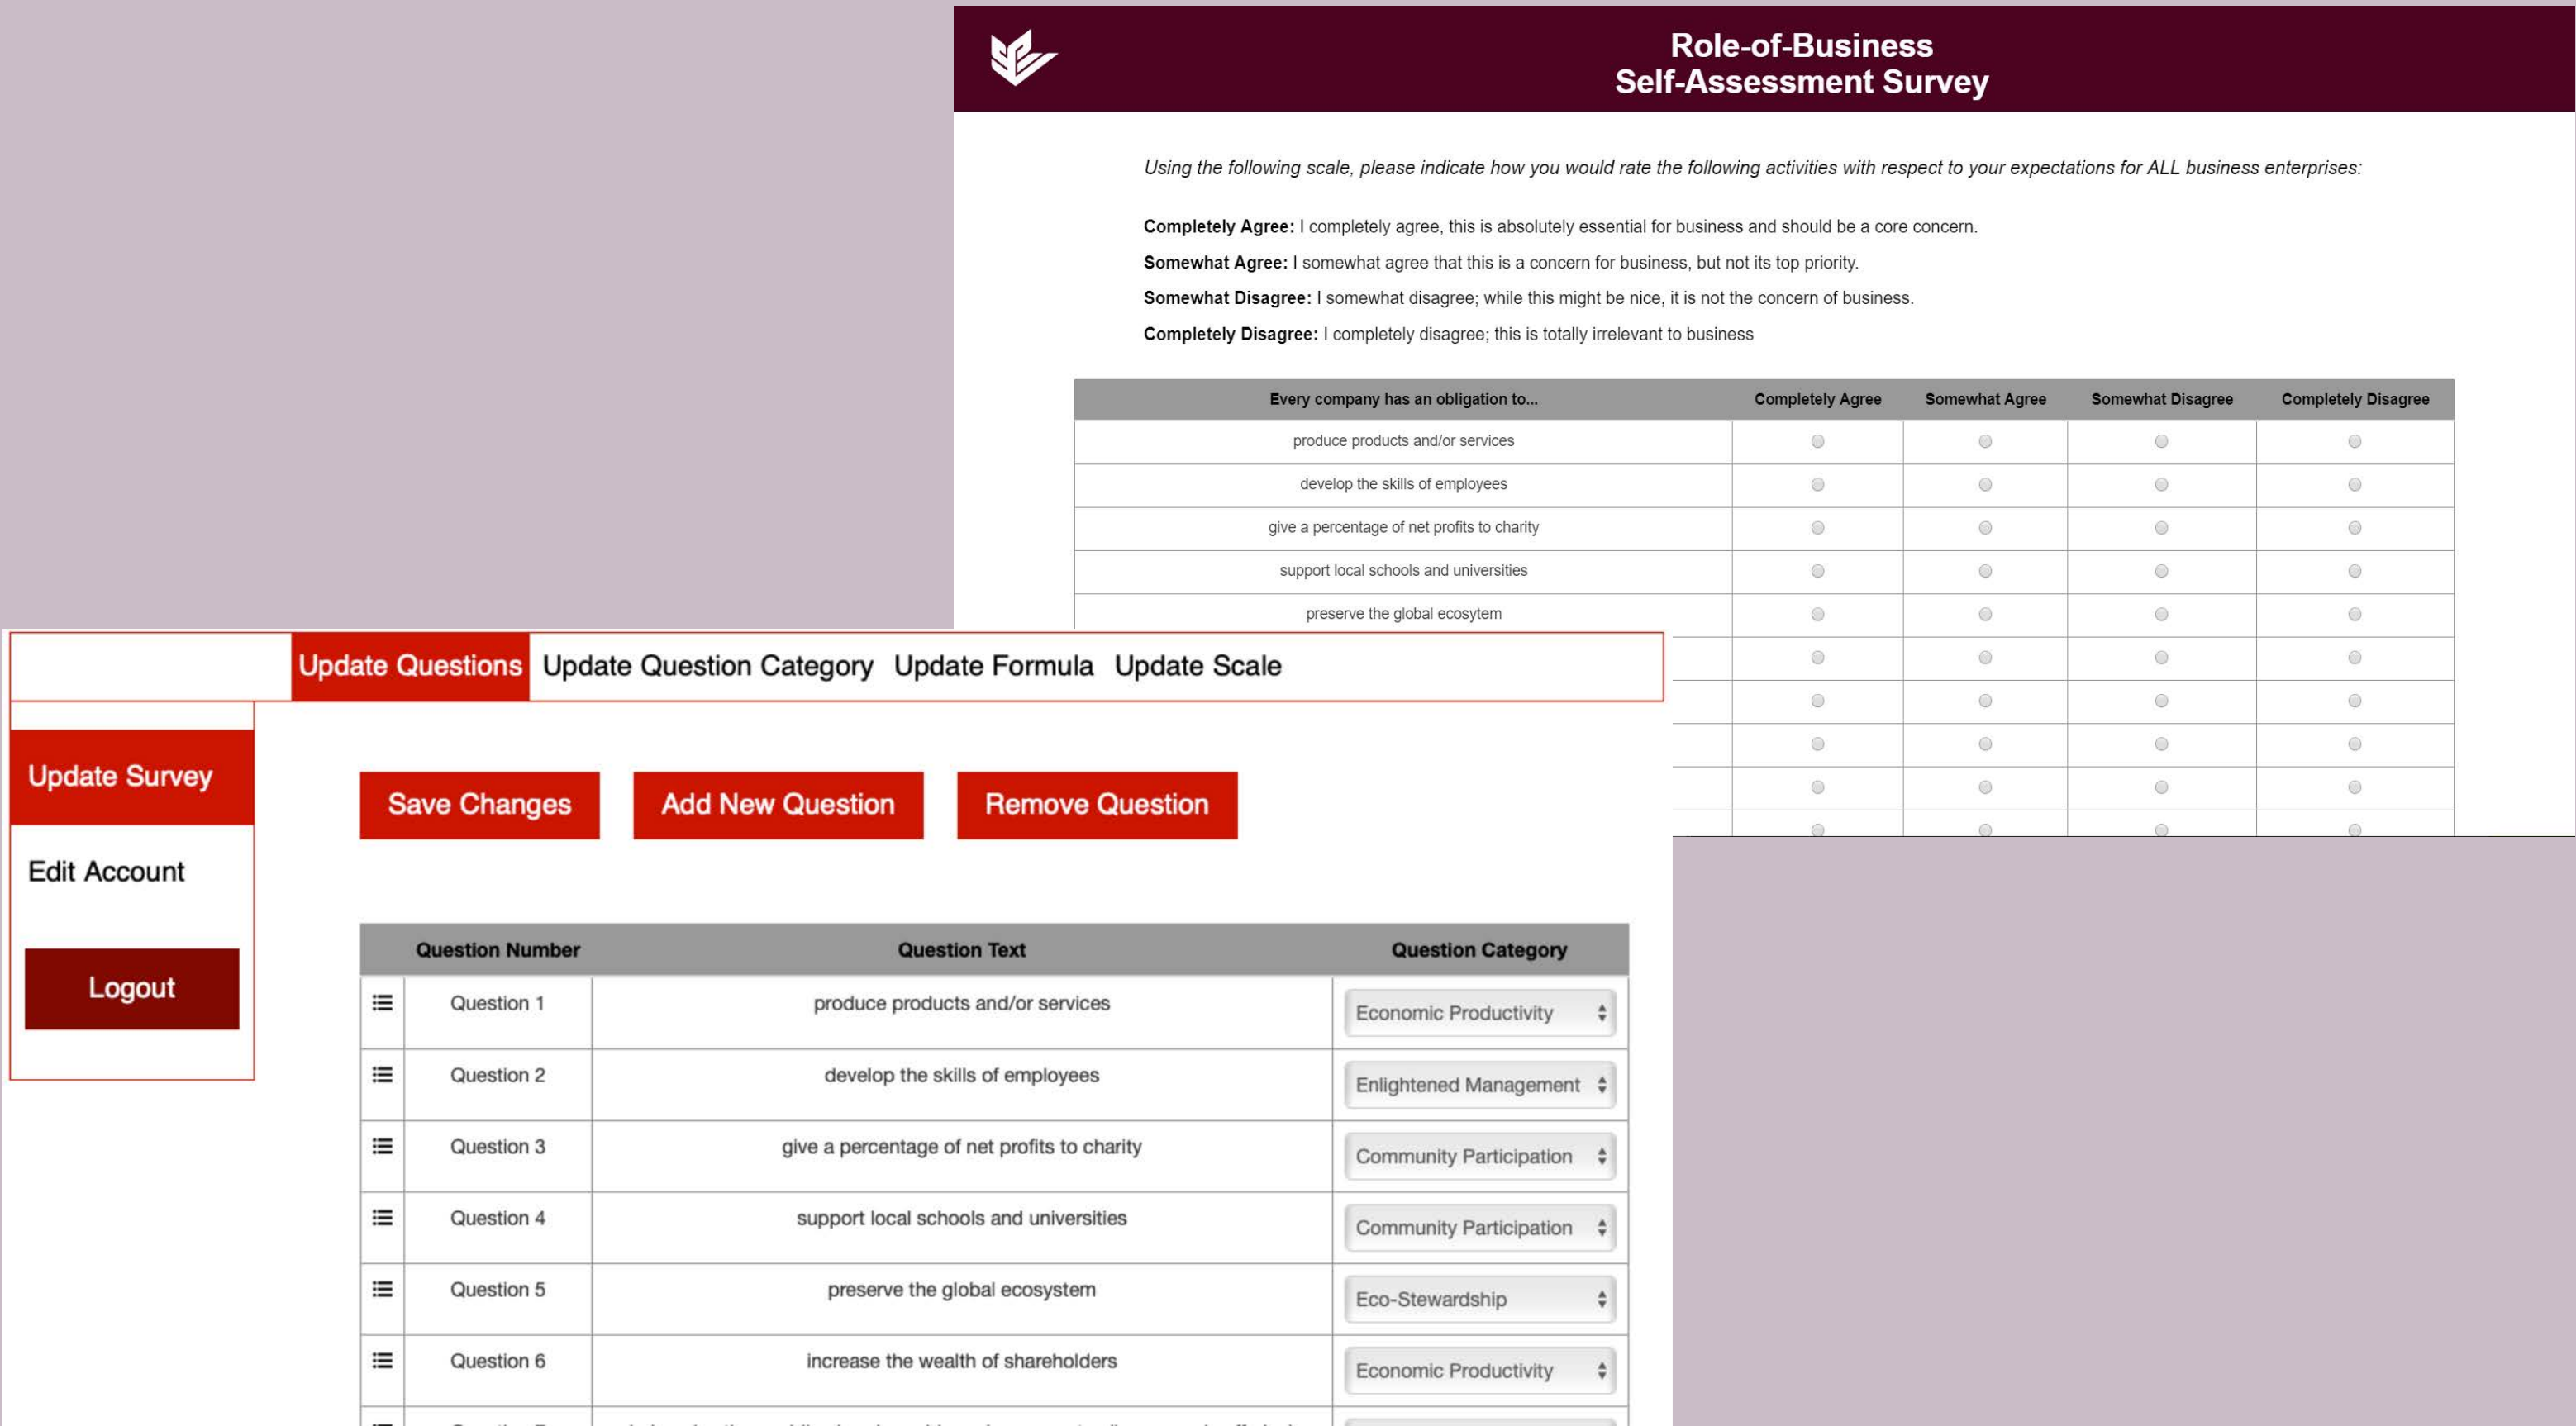 Role-of-Business
Self-Assessment Survey
Using the following scale, please indicate how you would rate the following activities with respect to your expectations for ALL business enterprises:
Completely Agree: I completely agree, this is absolutely essential for business and should be a core concern.
Somewhat Agree: I somewhat agree that this is a concern for business, but not its top priority.
Somewhat Disagree: I somewhat disagree; while this might be nice, it is not the concern of business.
Completely Disagree: I completely disagree; this is totally irrelevant to business
Every company has an obligation to... Completely Agree Somewhat Agree Somewhat Disagree Completely Disagree
produce products and/or services
develop the skills of employees
give a percentage of net profits to charity
support local schools and universities
preserve the global ecosytem
Update Questions Update Question Category Update Formula Update Scale
Update Survey
Edit Account
Logout
Save Changes Add New Question Remove Question
Question Number Question Text Question Category
Question 1 produce products and/or services Economic Productivity
Question 2 develop the skills of employees Enlightened Management
Question 3 give a percentage of net profits to charity Community Participation
Question 4 support local schools and universities Community Participation
Question 5 preserve the global ecosystem Eco-Stewardship
Question 6 increase the wealth of shareholders Economic Productivity